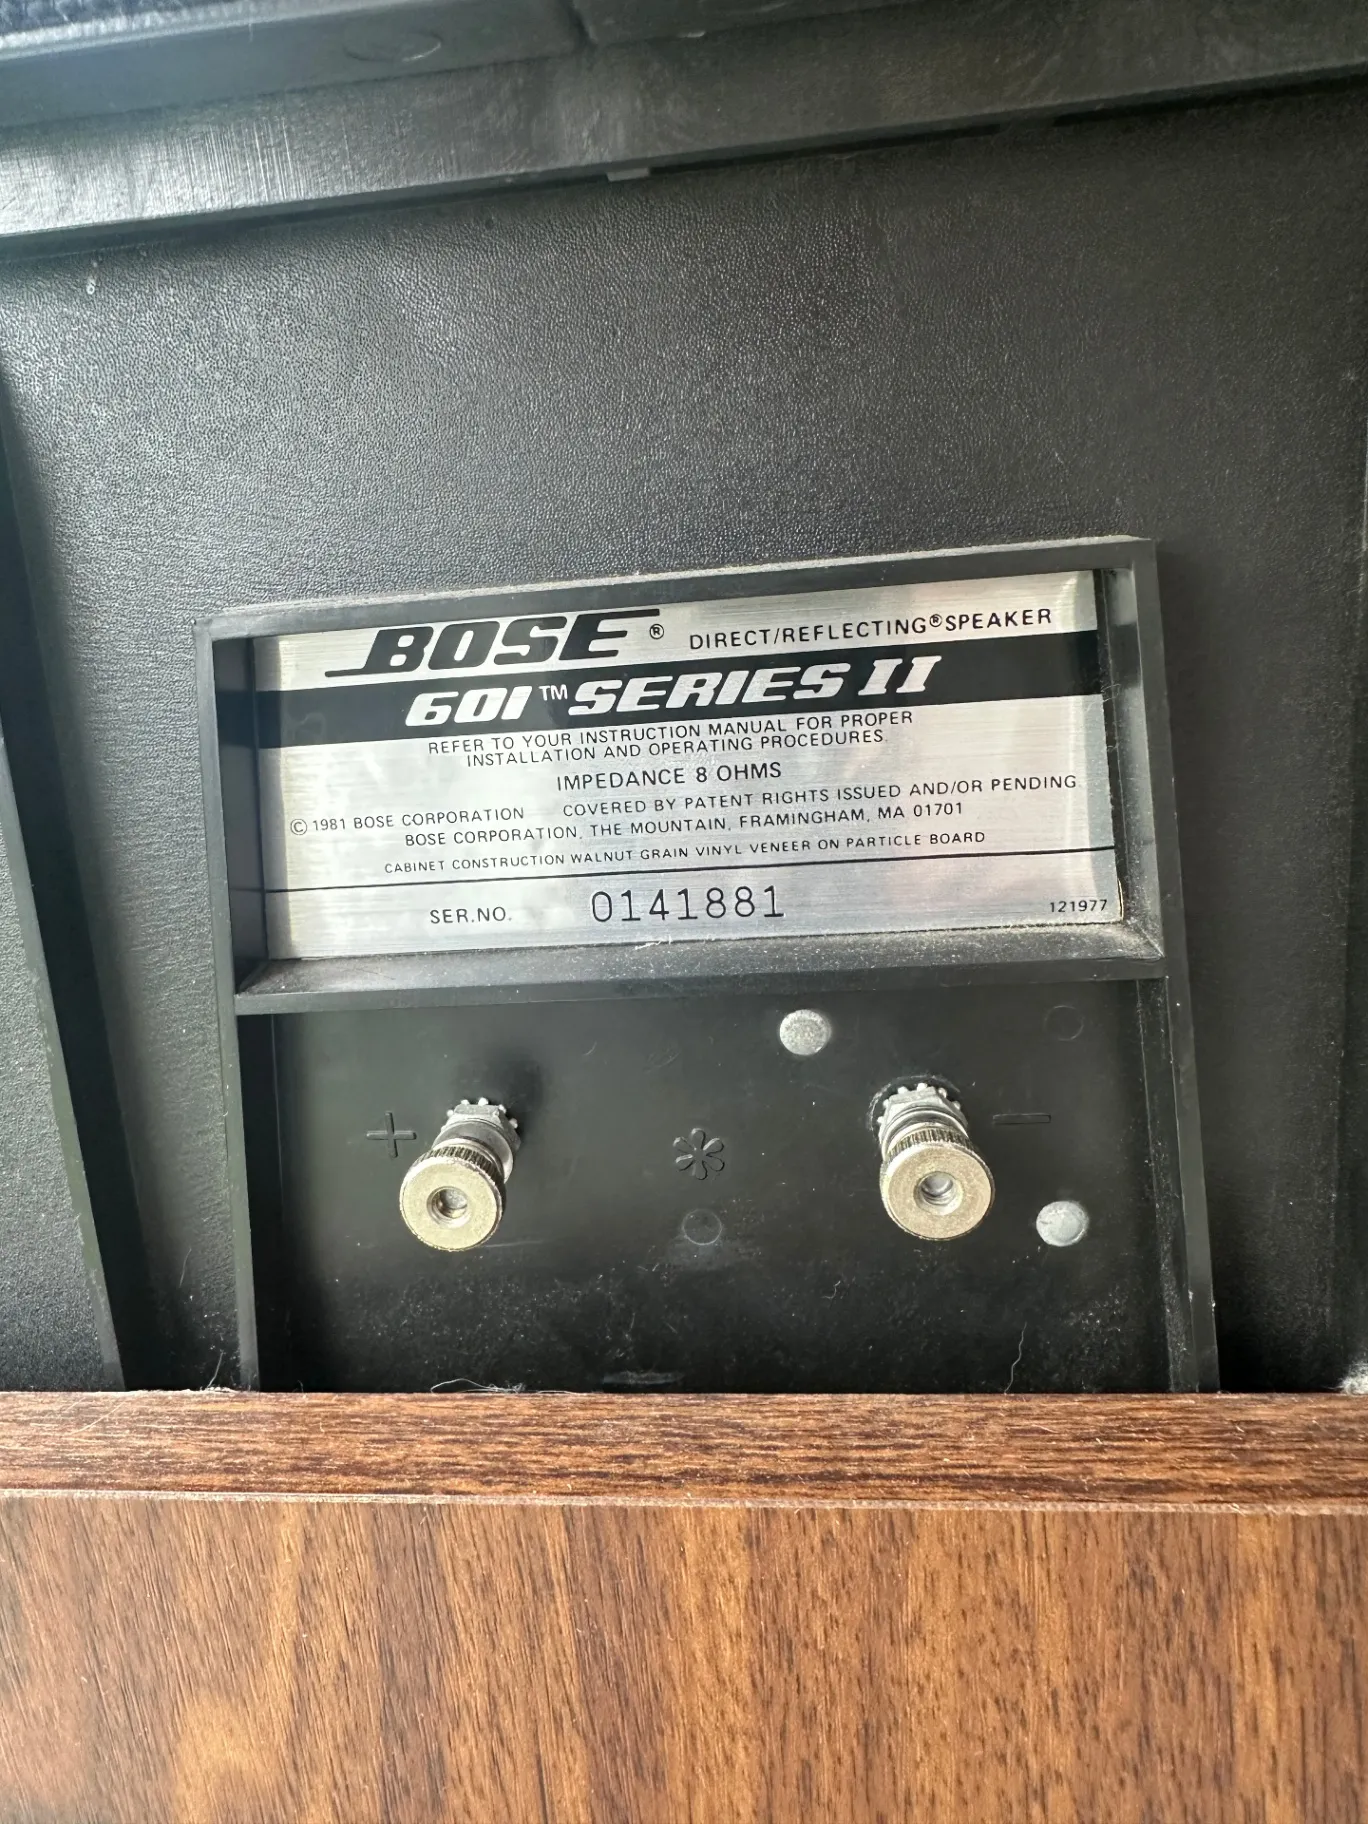 BOSE® DIRECT/REFLECTING® SPEAKER
601™ SERIES II
REFER TO YOUR INSTRUCTION MANUAL FOR PROPER
INSTALLATION AND OPERATING PROCEDURES.
IMPEDANCE 8 OHMS
© 1981 BOSE CORPORATION COVERED BY PATENT RIGHTS ISSUED AND/OR PENDING.
BOSE CORPORATION, THE MOUNTAIN, FRAMINGHAM, MA 01701
CABINET CONSTRUCTION WALNUT GRAIN VINYL VENEER ON PARTICLE BOARD
SER.NO. 0141881 121977
+ * −